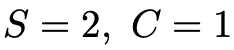 S = 2, C = 1